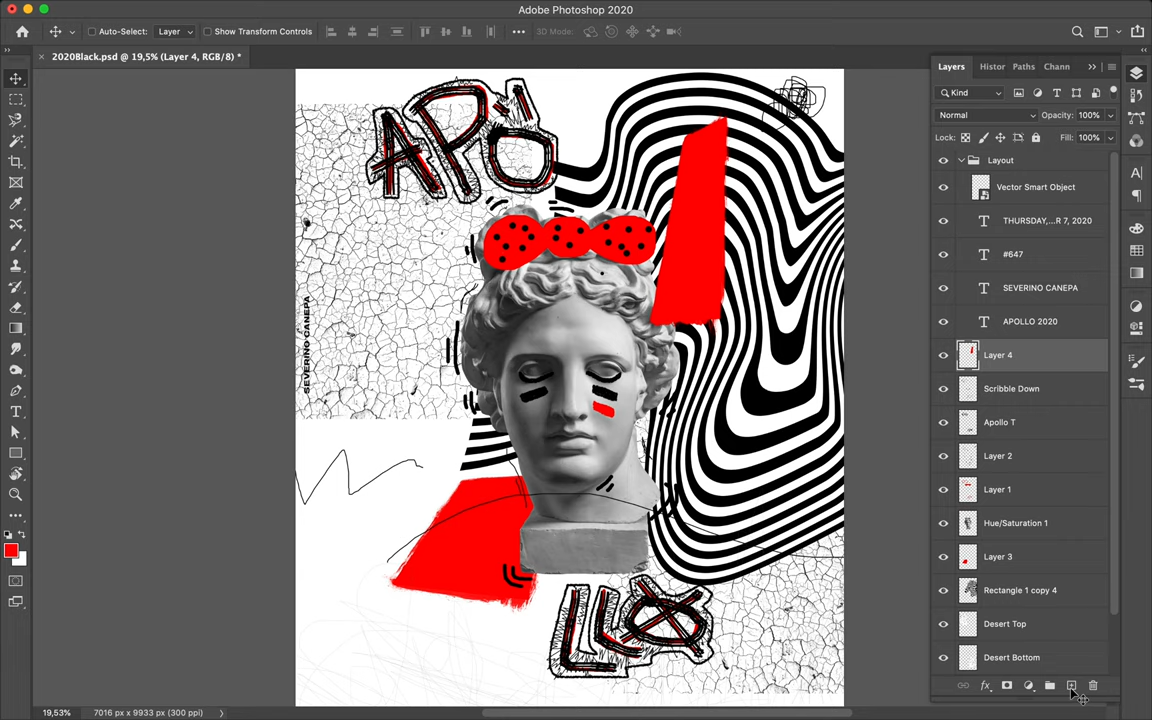 Adobe Photoshop 2020
Auto-Select: Layer Show Transform Controls 3D Mode:
2020Black.psd @ 19,5% (Layer 4, RGB/8) *
Layers Histor Paths Chann
Kind
Normal Opacity: 100%
Lock: Fill: 100%
Layout
Vector Smart Object
THURSDAY,...R 7, 2020
#647
SEVERINO CANEPA
APOLLO 2020
Layer 4
Scribble Down
Apollo T
Layer 2
Layer 1
Hue/Saturation 1
Layer 3
Rectangle 1 copy 4
Desert Top
Desert Bottom
APO
SEVERINO CANEPA
LLO
19,53% 7016 px x 9933 px (300 ppi)